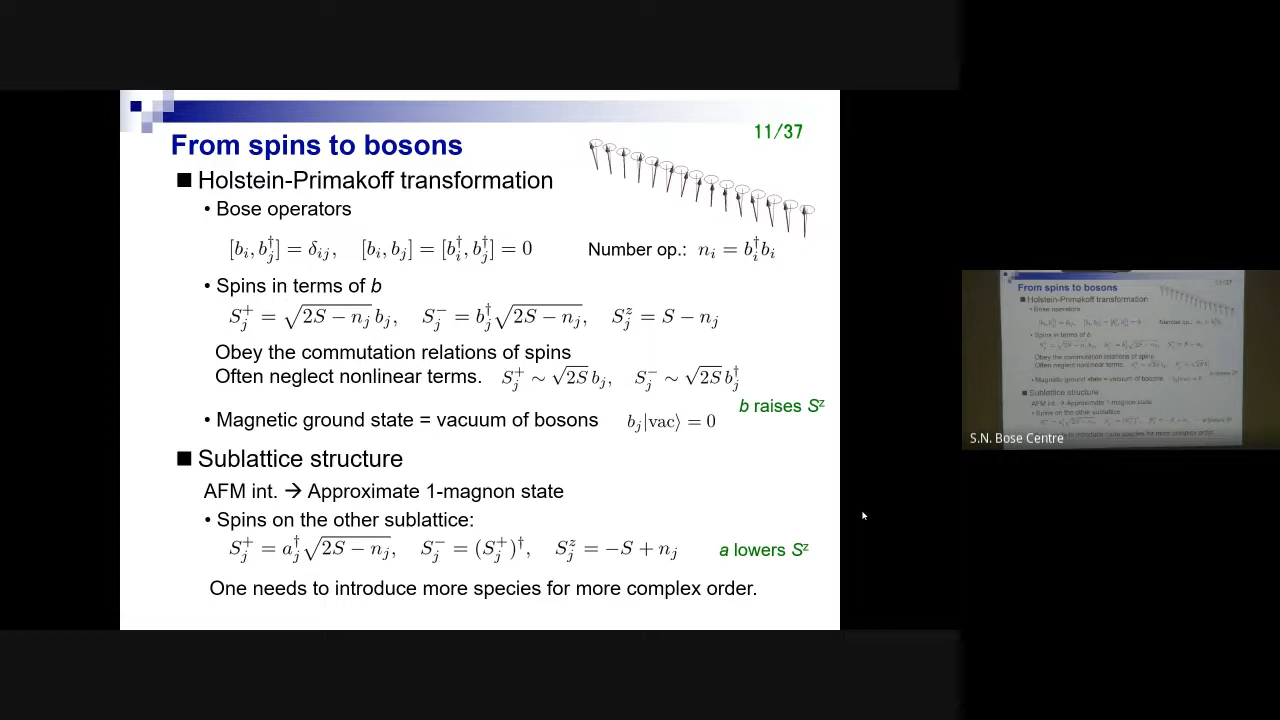 11/37
From spins to bosons
■ Holstein-Primakoff transformation
• Bose operators
[b_i, b_j^†] = δ_ij, [b_i, b_j] = [b_i^†, b_j^†] = 0 Number op.: n_i = b_i^† b_i
• Spins in terms of b
S_j^+ = √(2S − n_j) b_j, S_j^- = b_j^† √(2S − n_j), S_j^z = S − n_j
Obey the commutation relations of spins
Often neglect nonlinear terms. S_j^+ ~ √(2S) b_j, S_j^- ~ √(2S) b_j^†
b raises S^z
• Magnetic ground state = vacuum of bosons b_j|vac⟩ = 0
■ Sublattice structure
AFM int. → Approximate 1-magnon state
• Spins on the other sublattice:
S_j^+ = a_j^† √(2S − n_j), S_j^- = (S_j^+)^†, S_j^z = −S + n_j a lowers S^z
One needs to introduce more species for more complex order.
S.N. Bose Centre